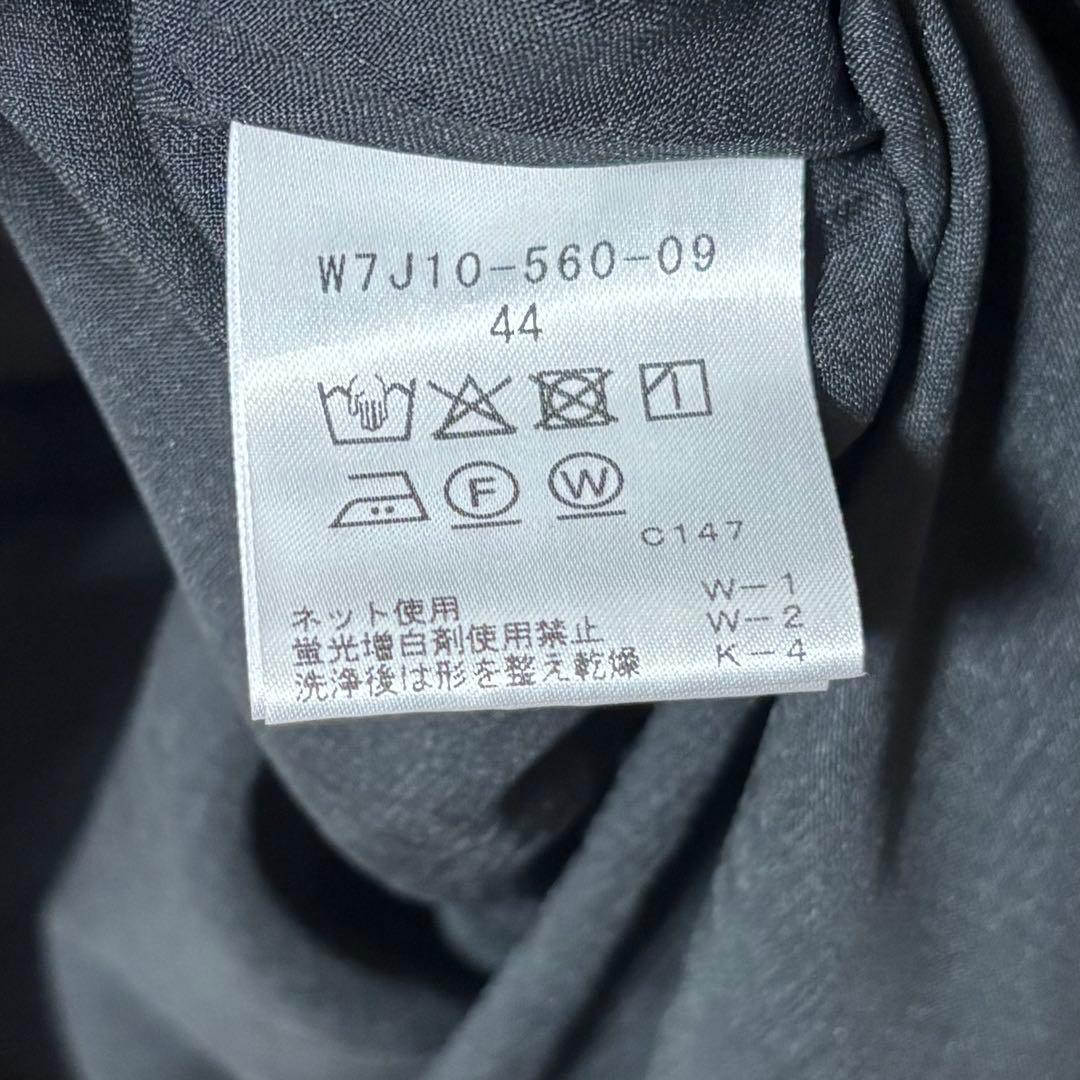 W7J10-560-09
44
F
W
C147
ネット使用
W-1
蛍光増白剤使用禁止
W-2
洗浄後は形を整え乾燥
K-4